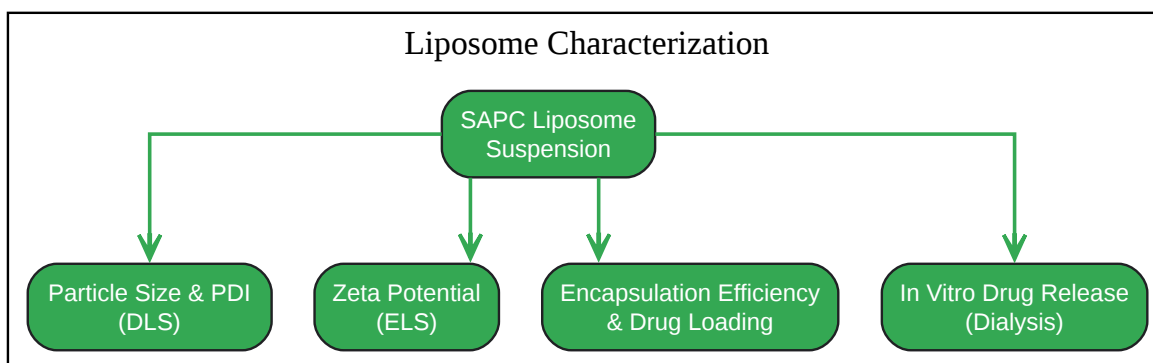 Liposome Characterization
SAPC Liposome
Suspension
Particle Size & PDI
(DLS)
Zeta Potential
(ELS)
Encapsulation Efficiency
& Drug Loading
In Vitro Drug Release
(Dialysis)